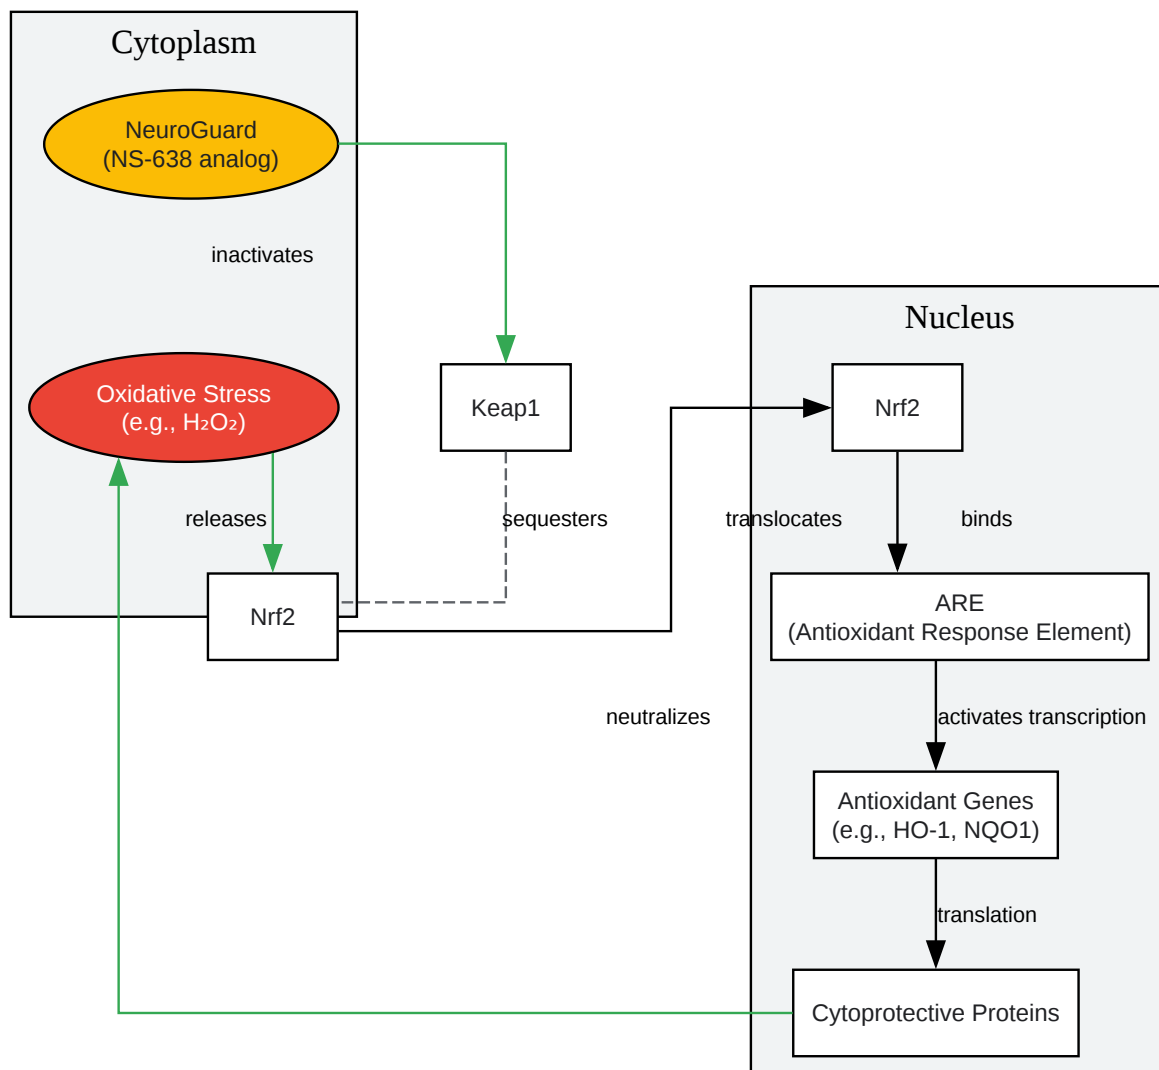 Cytoplasm
NeuroGuard
(NS-638 analog)
inactivates
Nucleus
Oxidative Stress
(e.g., H₂O₂)
Keap1
Nrf2
releases
sequesters
translocates
binds
Nrf2
ARE
(Antioxidant Response Element)
neutralizes
activates transcription
Antioxidant Genes
(e.g., HO-1, NQO1)
translation
Cytoprotective Proteins